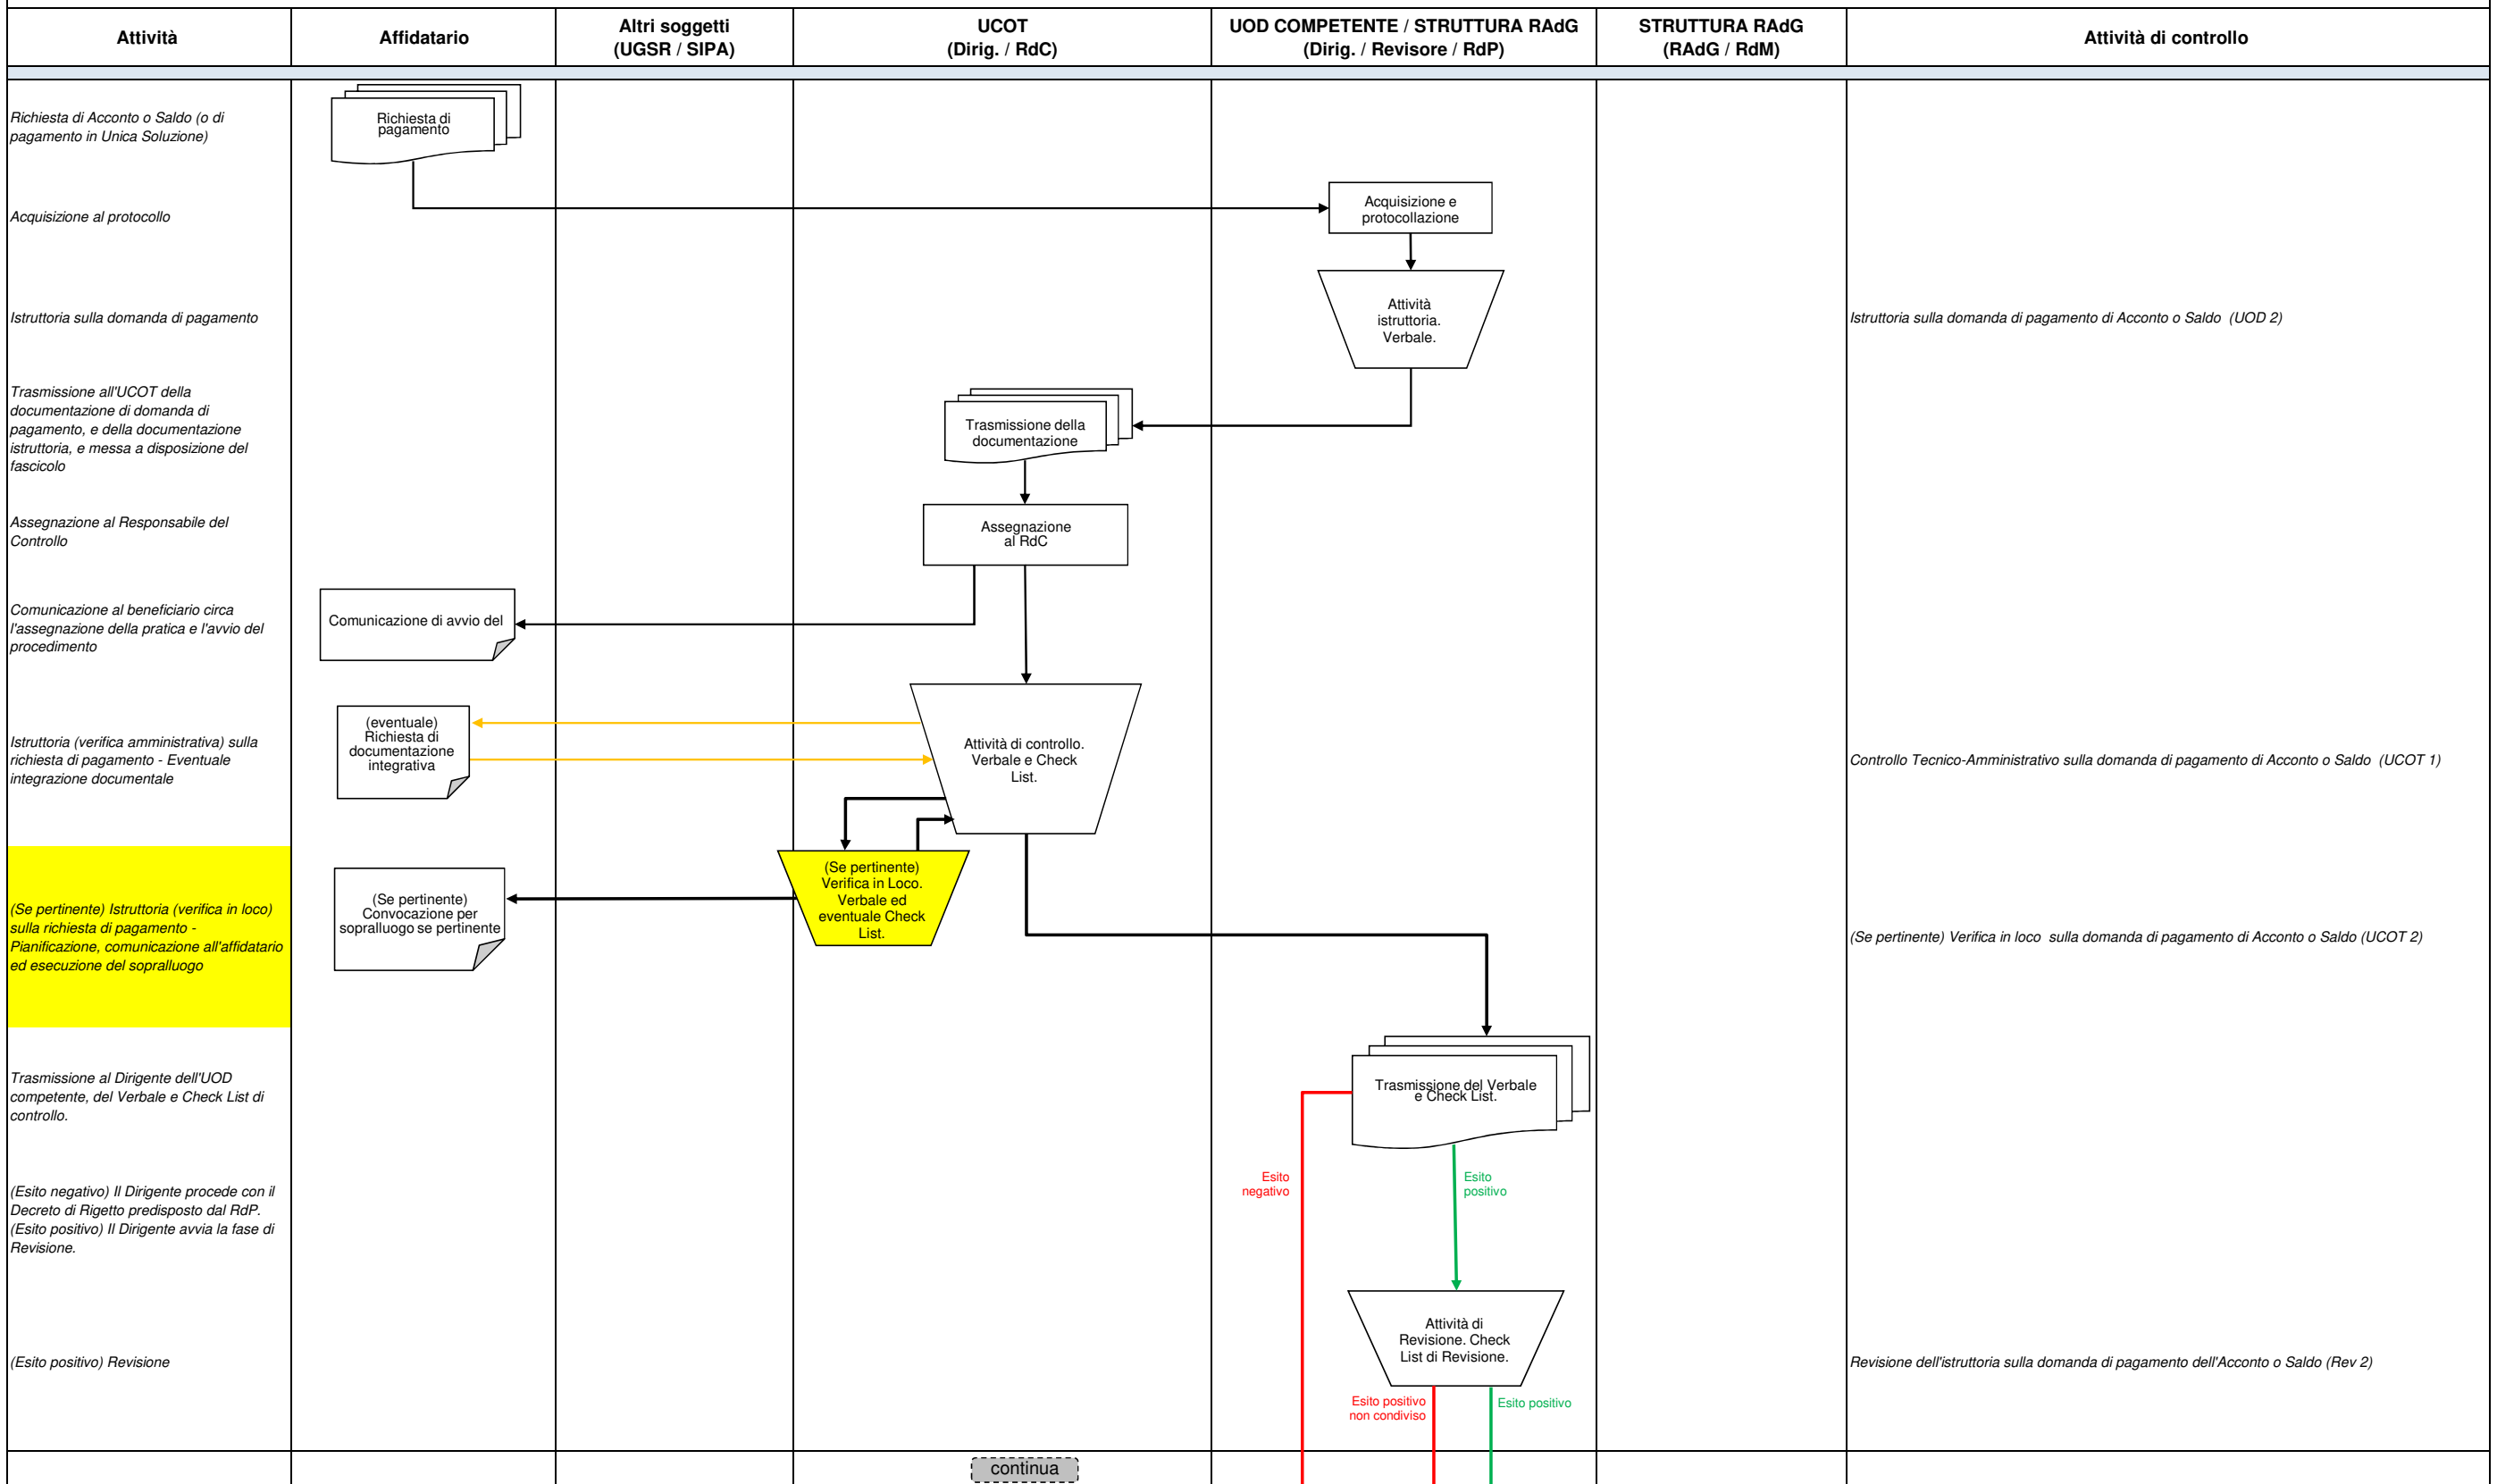 Attività
Affidatario
Altri soggetti
(UGSR / SIPA)
UCOT
(Dirig. / RdC)
UOD COMPETENTE / STRUTTURA RAdG
(Dirig. / Revisore / RdP)
STRUTTURA RAdG
(RAdG / RdM)
Attività di controllo
Richiesta di Acconto o Saldo (o di
pagamento in Unica Soluzione)
Richiesta di
pagamento
Acquisizione al protocollo
Acquisizione e
protocollazione
Istruttoria sulla domanda di pagamento
Attività
istruttoria.
Verbale.
Istruttoria sulla domanda di pagamento di Acconto o Saldo (UOD 2)
Trasmissione all'UCOT della
documentazione di domanda di
pagamento, e della documentazione
istruttoria, e messa a disposizione del
fascicolo
Trasmissione della
documentazione
Assegnazione al Responsabile del
Controllo
Assegnazione
al RdC
Comunicazione al beneficiario circa
l'assegnazione della pratica e l'avvio del
procedimento
Comunicazione di avvio del
Istruttoria (verifica amministrativa) sulla
richiesta di pagamento - Eventuale
integrazione documentale
(eventuale)
Richiesta di
documentazione
integrativa
Attività di controllo.
Verbale e Check
List.
Controllo Tecnico-Amministrativo sulla domanda di pagamento di Acconto o Saldo (UCOT 1)
(Se pertinente) Istruttoria (verifica in loco)
sulla richiesta di pagamento -
Pianificazione, comunicazione all'affidatario
ed esecuzione del sopralluogo
(Se pertinente)
Convocazione per
sopralluogo se pertinente
(Se pertinente)
Verifica in Loco.
Verbale ed
eventuale Check
List.
(Se pertinente) Verifica in loco sulla domanda di pagamento di Acconto o Saldo (UCOT 2)
Trasmissione al Dirigente dell'UOD
competente, del Verbale e Check List di
controllo.
Trasmissione del Verbale
e Check List.
(Esito negativo) Il Dirigente procede con il
Decreto di Rigetto predisposto dal RdP.
(Esito positivo) Il Dirigente avvia la fase di
Revisione.
Esito
negativo
Esito
positivo
(Esito positivo) Revisione
Attività di
Revisione. Check
List di Revisione.
Revisione dell'istruttoria sulla domanda di pagamento dell'Acconto o Saldo (Rev 2)
Esito positivo
non condiviso
Esito positivo
continua